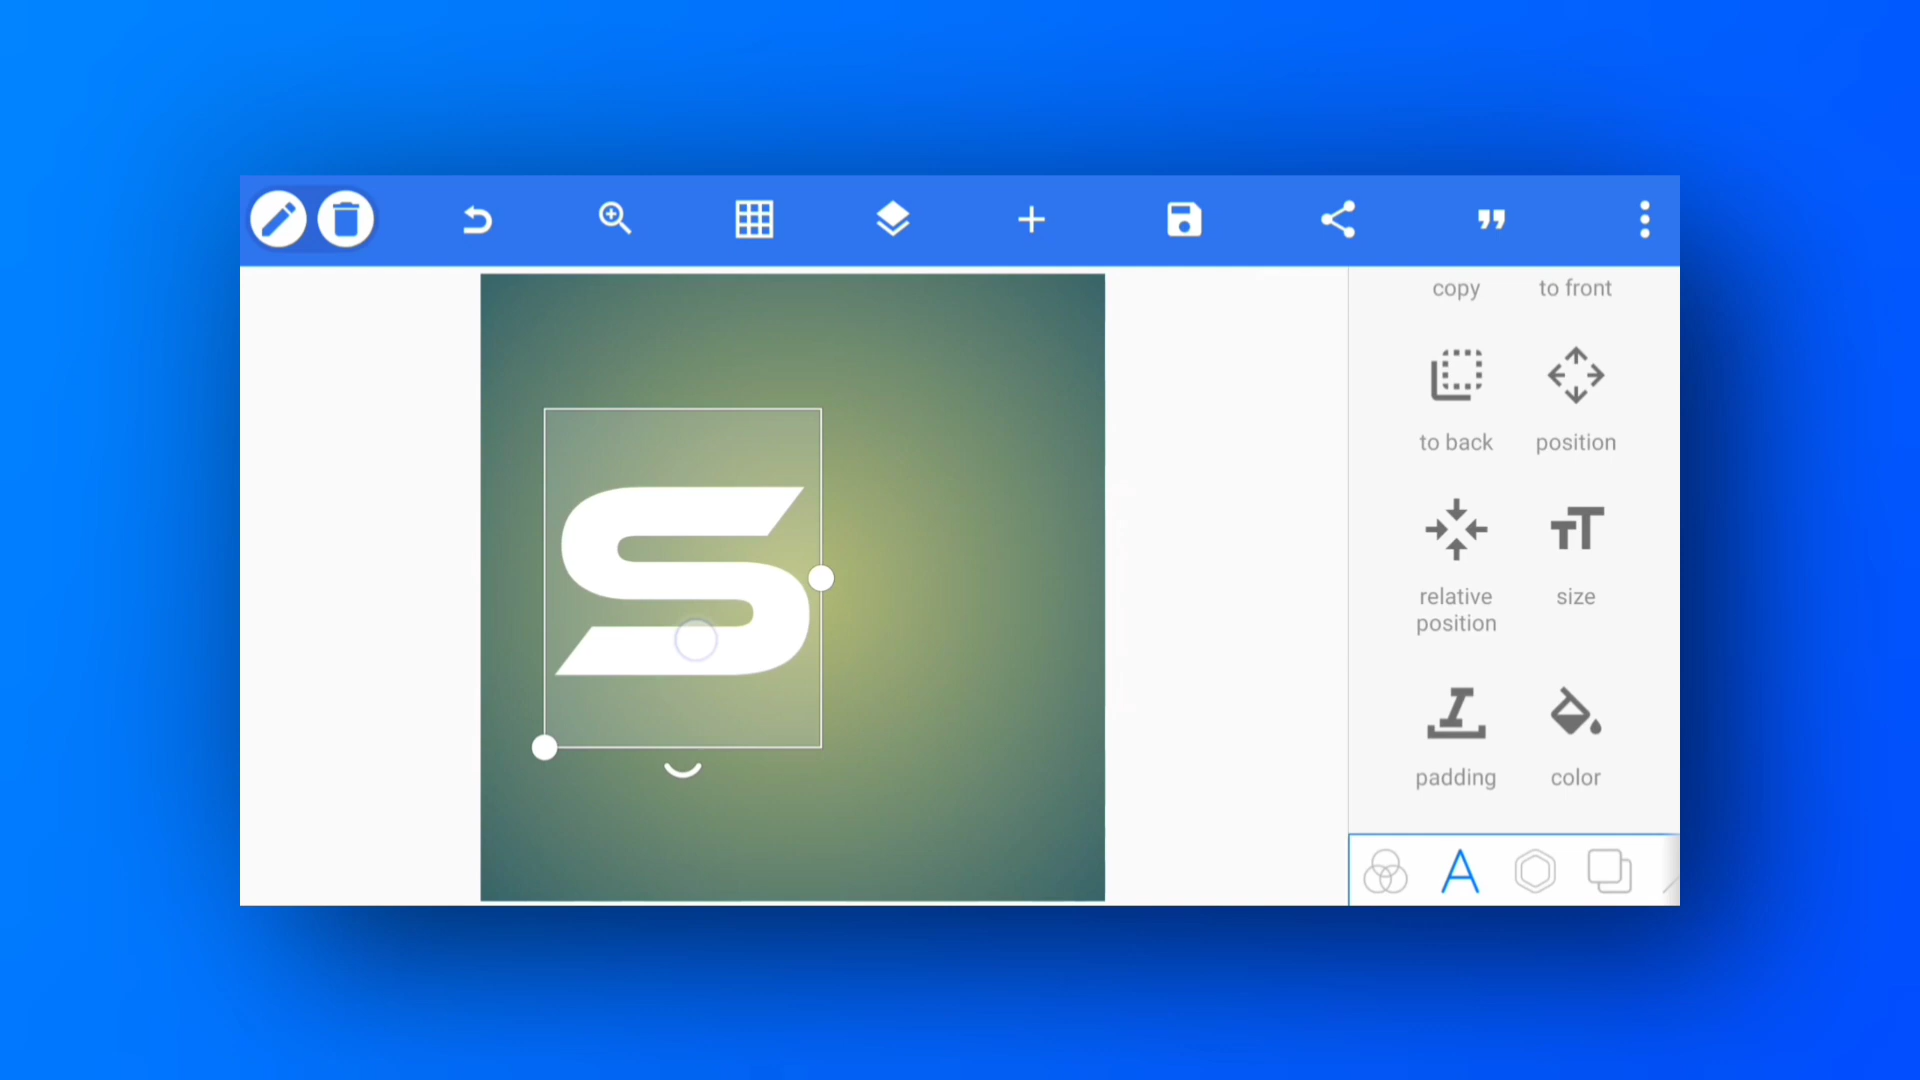 copy to front
S
to back position
relative position
size
padding color